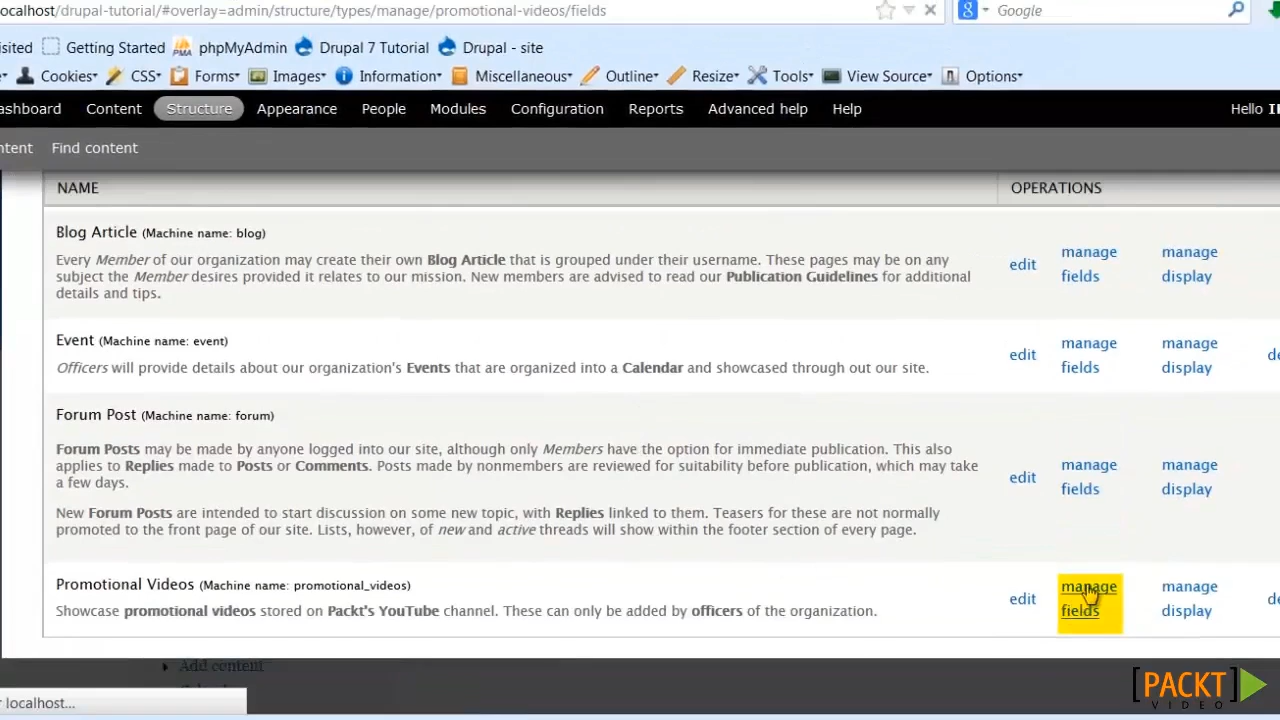 ocalhost/drupal-tutorial/#overlay=admin/structure/types/manage/promotional-videos/fields
Google
isited Getting Started phpMyAdmin Drupal 7 Tutorial Drupal - site
Cookies CSS Forms Images Information Miscellaneous Outline Resize Tools View Source Options
ashboard Content Structure Appearance People Modules Configuration Reports Advanced help Help Hello
ntent Find content
NAME OPERATIONS
Blog Article (Machine name: blog)
Every Member of our organization may create their own Blog Article that is grouped under their username. These pages may be on any
subject the Member desires provided it relates to our mission. New members are advised to read our Publication Guidelines for additional
details and tips.
edit
manage
fields
manage
display
Event (Machine name: event)
Officers will provide details about our organization's Events that are organized into a Calendar and showcased through out our site.
edit
manage
fields
manage
display
de
Forum Post (Machine name: forum)
Forum Posts may be made by anyone logged into our site, although only Members have the option for immediate publication. This also
applies to Replies made to Posts or Comments. Posts made by nonmembers are reviewed for suitability before publication, which may take
a few days.
New Forum Posts are intended to start discussion on some new topic, with Replies linked to them. Teasers for these are not normally
promoted to the front page of our site. Lists, however, of new and active threads will show within the footer section of every page.
edit
manage
fields
manage
display
Promotional Videos (Machine name: promotional_videos)
Showcase promotional videos stored on Packt's YouTube channel. These can only be added by officers of the organization.
edit
manage
fields
manage
display
de
Add content
r localhost...
PACKT
VIDEO